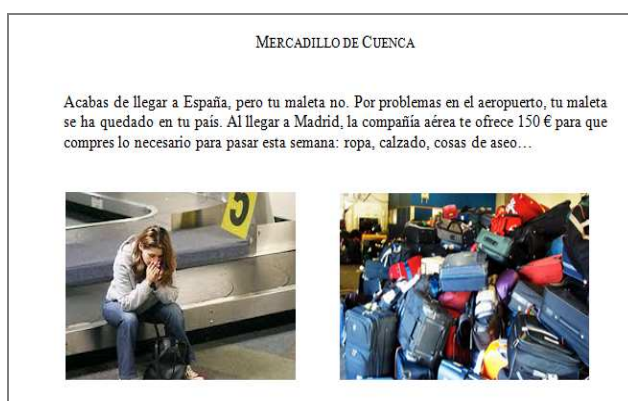 MERCADILLO DE CUENCA
Acabas de llegar a España, pero tu maleta no. Por problemas en el aeropuerto, tu maleta
se ha quedado en tu país. Al llegar a Madrid, la compañía aérea te ofrece 150 € para que
compres lo necesario para pasar esta semana: ropa, calzado, cosas de aseo…
5